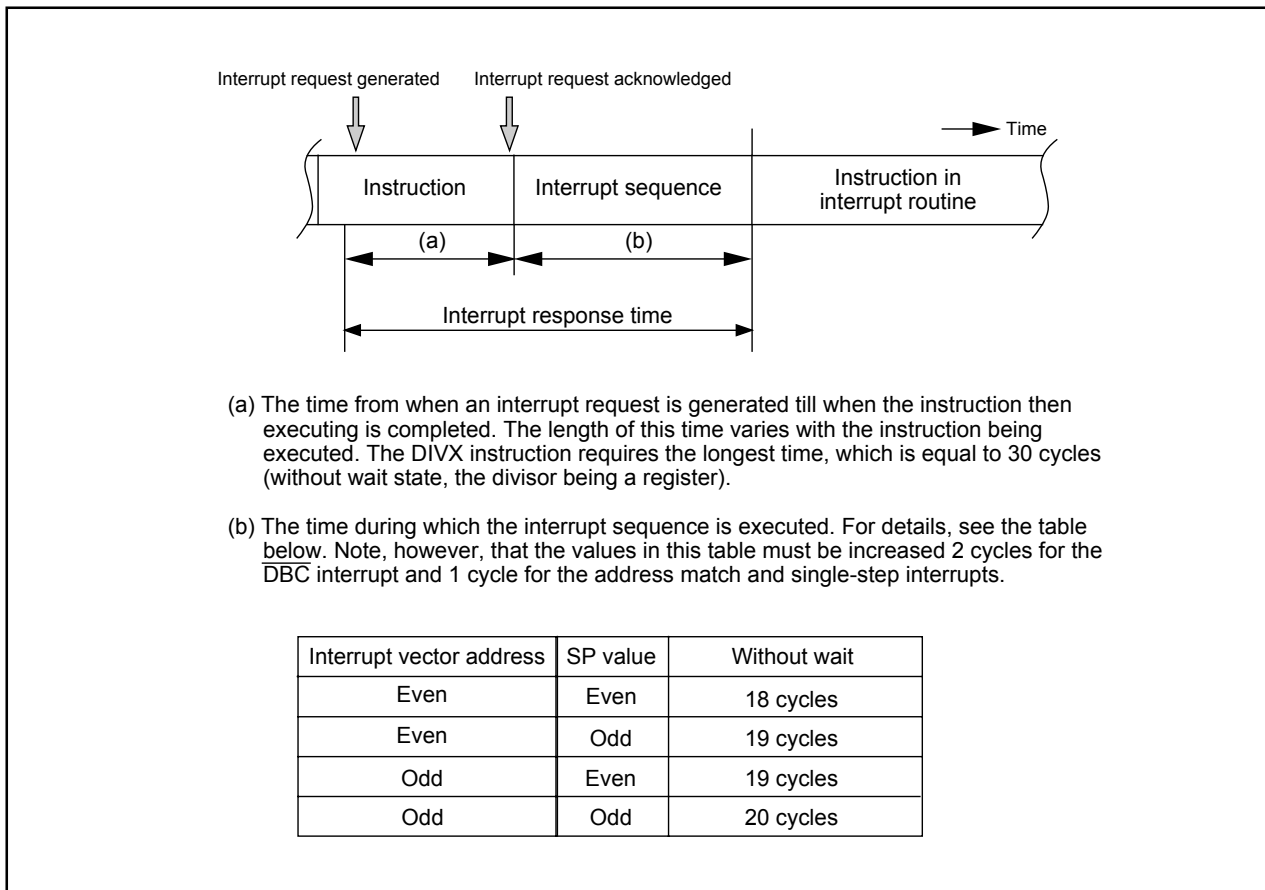 Interrupt request generated Interrupt request acknowledged
Time
Instruction Interrupt sequence Instruction in
interrupt routine
(a) (b)
Interrupt response time
(a) The time from when an interrupt request is generated till when the instruction then
executing is completed. The length of this time varies with the instruction being
executed. The DIVX instruction requires the longest time, which is equal to 30 cycles
(without wait state, the divisor being a register).
(b) The time during which the interrupt sequence is executed. For details, see the table
below. Note, however, that the values in this table must be increased 2 cycles for the
DBC interrupt and 1 cycle for the address match and single-step interrupts.
Interrupt vector address SP value Without wait
Even Even 18 cycles
Even Odd 19 cycles
Odd Even 19 cycles
Odd Odd 20 cycles